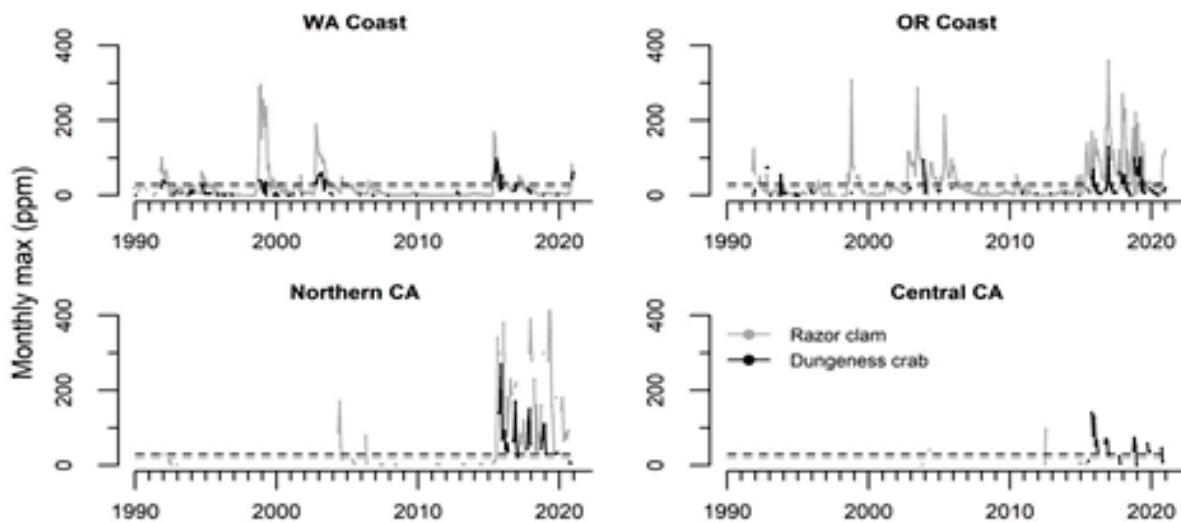 WA Coast
400
200
0
1990 2000 2010 2020
OR Coast
400
200
0
1990 2000 2010 2020
Monthly max (ppm)
Northern CA
400
200
0
1990 2000 2010 2020
Central CA
400
200
0
Razor clam
Dungeness crab
1990 2000 2010 2020